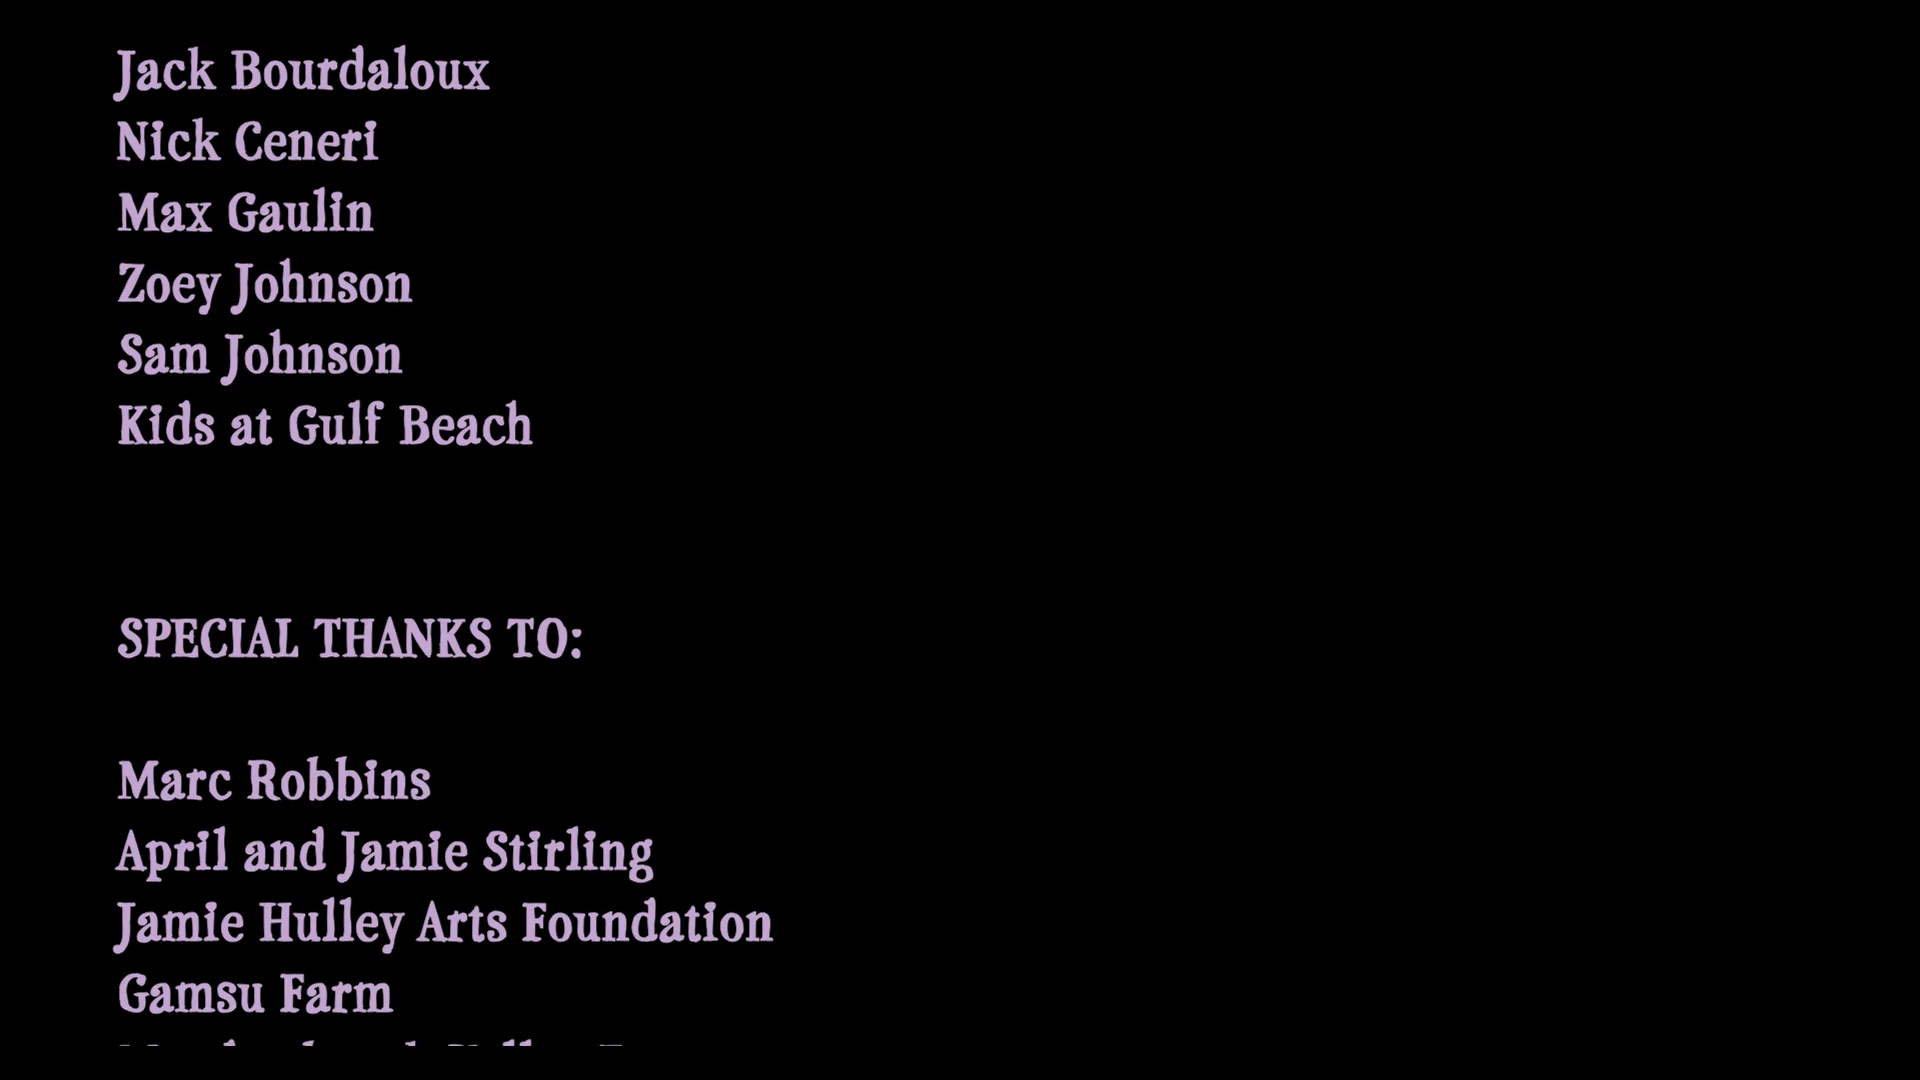 Jack Bourdaloux
Nick Ceneri
Max Gaulin
Zoey Johnson
Sam Johnson
Kids at Gulf Beach
SPECIAL THANKS TO:
Marc Robbins
April and Jamie Stirling
Jamie Hulley Arts Foundation
Gamsu Farm